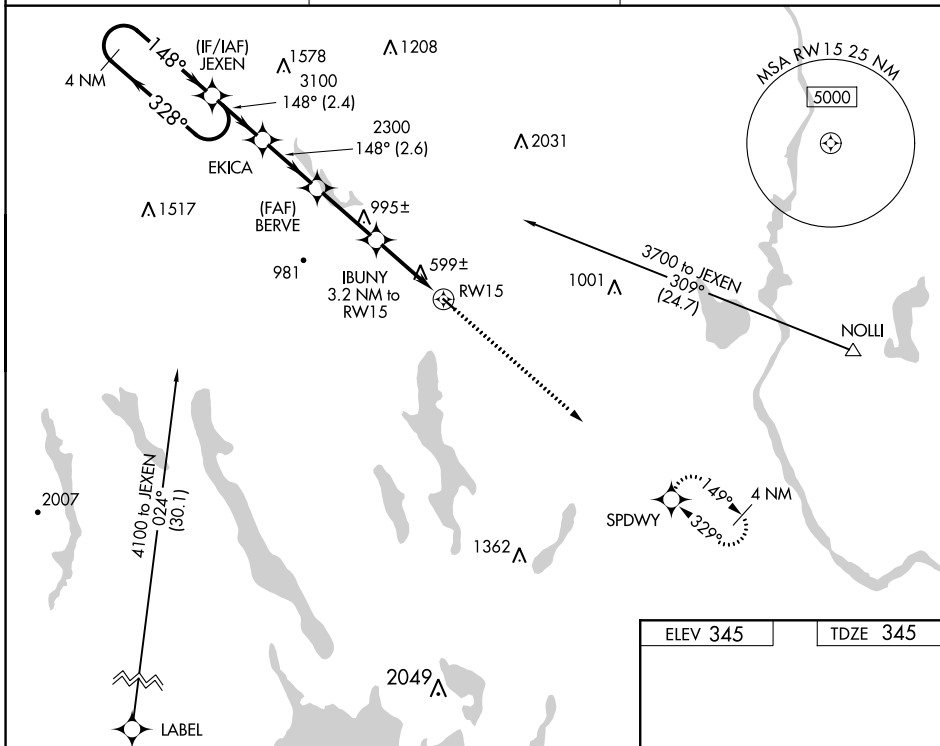 (IF/IAF)
JEXEN
148°
4 NM
328°
1578
3100
148° (2.4)
1208
MSA RW15 25 NM
5000
2300
148° (2.6)
2031
EKICA
1517
(FAF)
BERVE
995±
981
IBUNY
3.2 NM to
RW15
599±
RW15
3700 to JEXEN
309°
(24.7)
1001
NOLLI
4100 to JEXEN
024°
(30.1)
2007
SPDWY
149°
329°
4 NM
1362
2049
LABEL
ELEV 345
TDZE 345